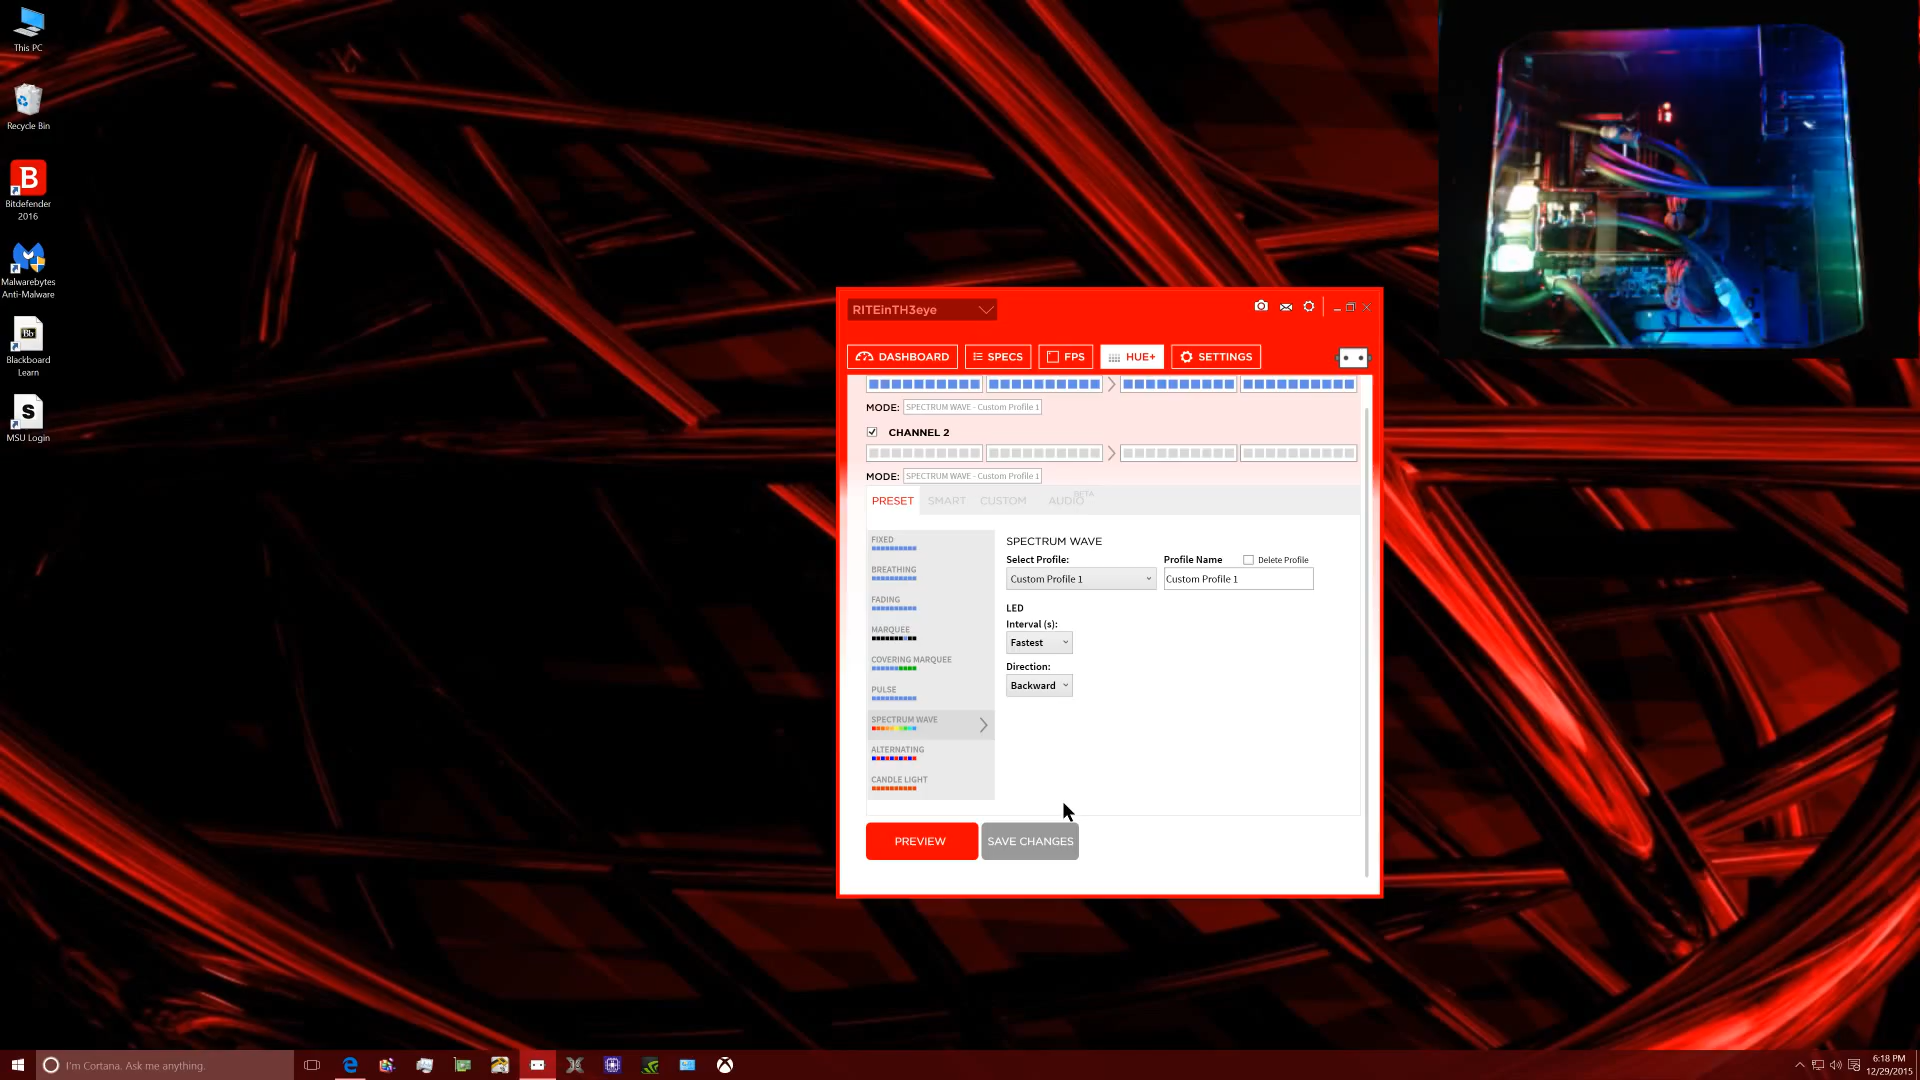 This PC
Recycle Bin
B
Bitdefender
2016
Malwarebytes
Anti-Malware
Bb
Blackboard
Learn
S
MSU Login
RITEinTH3eye
DASHBOARD
SPECS
FPS
HUE+
SETTINGS
MODE: SPECTRUM WAVE - Custom Profile 1
CHANNEL 2
MODE: SPECTRUM WAVE - Custom Profile 1
PRESET SMART CUSTOM AUDIO BETA
FIXED
BREATHING
FADING
MARQUEE
COVERING MARQUEE
PULSE
SPECTRUM WAVE
ALTERNATING
CANDLE LIGHT
SPECTRUM WAVE
Select Profile: Profile Name Delete Profile
Custom Profile 1 Custom Profile 1
LED
Interval (s):
Fastest
Direction:
Backward
PREVIEW SAVE CHANGES
I'm Cortana. Ask me anything.
6:18 PM
12/29/2015